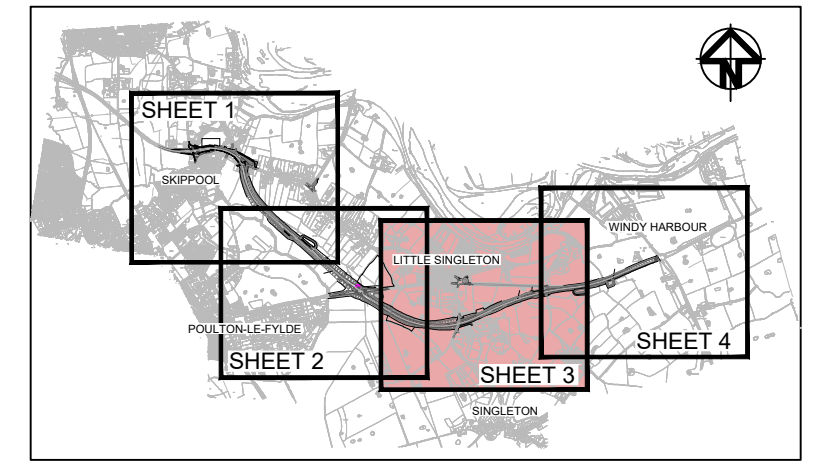 N
SHEET 1
SKIPPOOL
WINDY HARBOUR
LITTLE SINGLETON
POULTON-LE-FYLDE
SHEET 4
SHEET 2
SHEET 3
SINGLETON